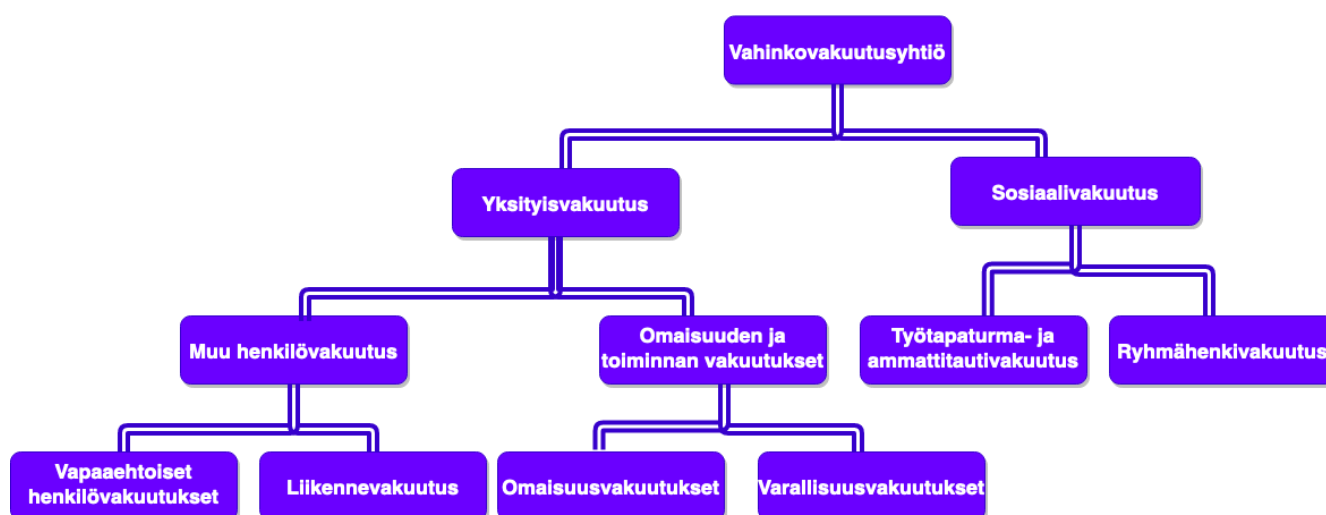 Vahinkovakuutusyhtiö
Yksityisvakuutus
Sosiaalivakuutus
Muu henkilövakuutus
Omaisuuden ja
toiminnan vakuutukset
Työtapaturma- ja
ammattitautivakuutus
Ryhmähenkivakuutus
Vapaaehtoiset
henkilövakuutukset
Liikennevakuutus
Omaisuusvakuutukset
Varallisuusvakuutukset